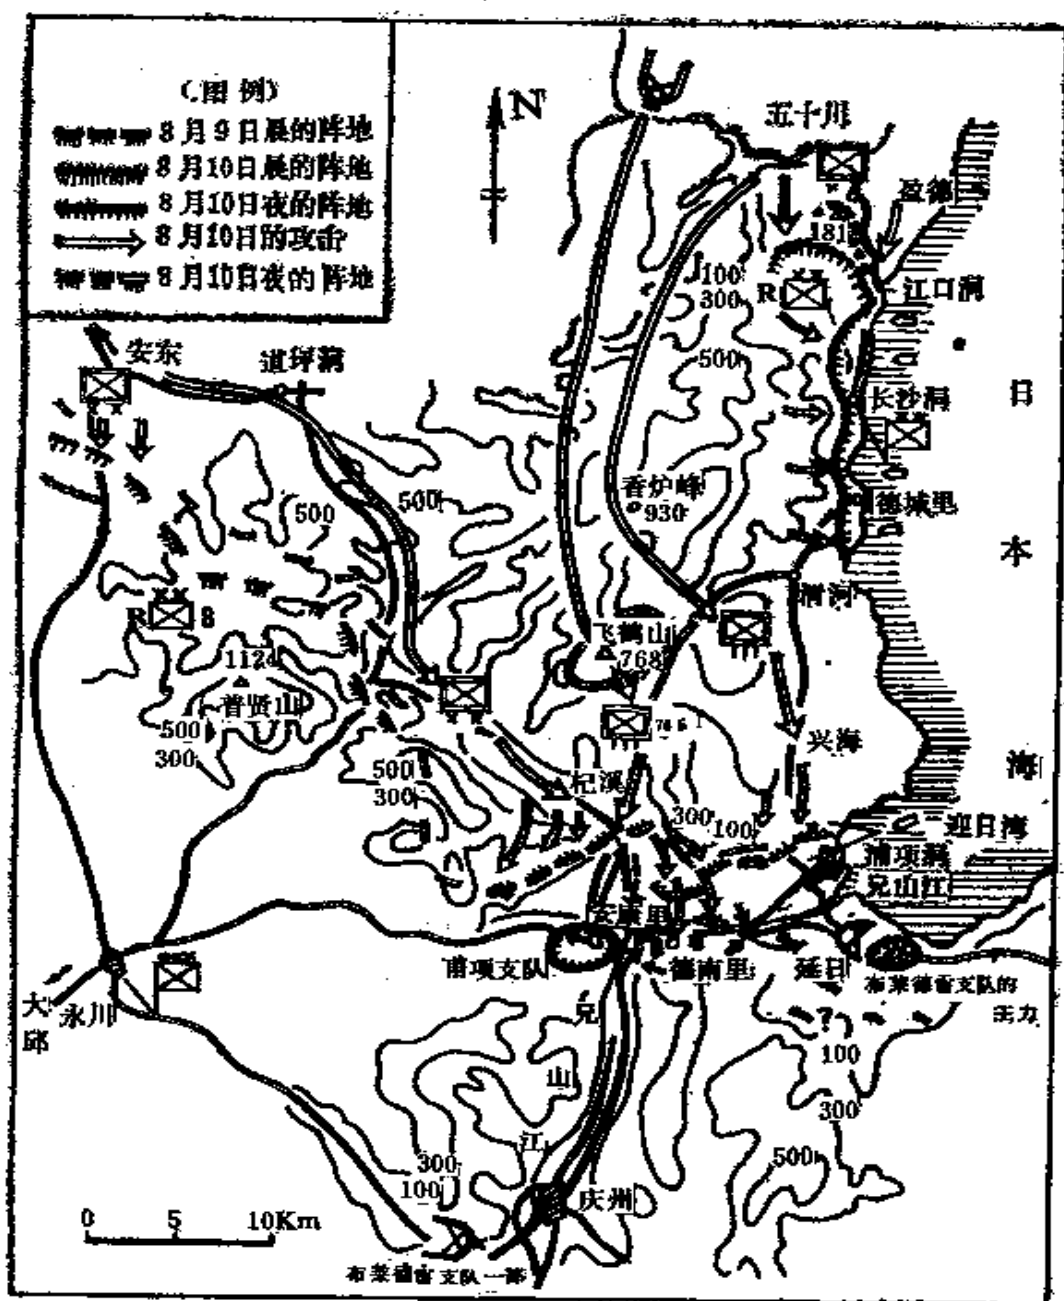 (图例)
8月9日晨的阵地
8月10日晨的阵地
8月10日夜的阵地
8月10日的攻击
8月10日夜的阵地
N
五十川
盈德
181
江口洞
R
100
300
500
安东
道坪洞
日
长沙洞
500
500
香炉峰
930
德城里
本
清河
R
8
飞鹤山
768
1124
普贤山
500
300
兴海
海
杞溪
500
300
300
100
迎日湾
浦项洞
兄山江
安康里
甫项支队
德南里
延日
布莱德雷支队的
主力
大
邱
永川
兄
?
100
山
300
江
500
300
100
庆州
0 5 10Km
布莱德雷支队一部